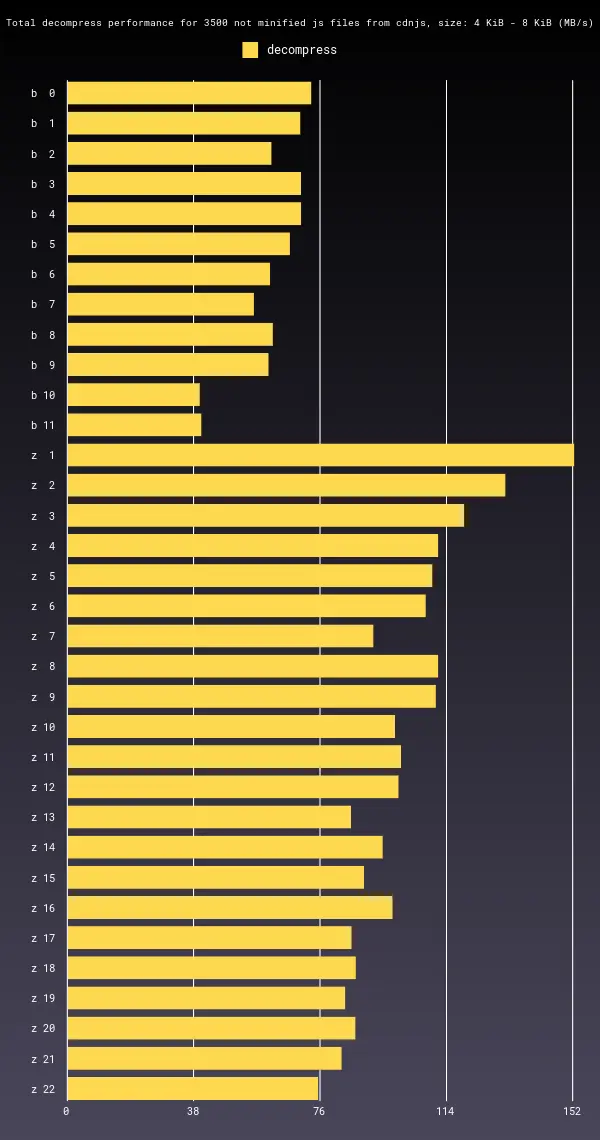 Total decompress performance for 3500 not minified js files from cdnjs, size: 4 KiB - 8 KiB (MB/s)
decompress
b 0
b 1
b 2
b 3
b 4
b 5
b 6
b 7
b 8
b 9
b 10
b 11
z 1
z 2
z 3
z 4
z 5
z 6
z 7
z 8
z 9
z 10
z 11
z 12
z 13
z 14
z 15
z 16
z 17
z 18
z 19
z 20
z 21
z 22
0 38 76 114 152